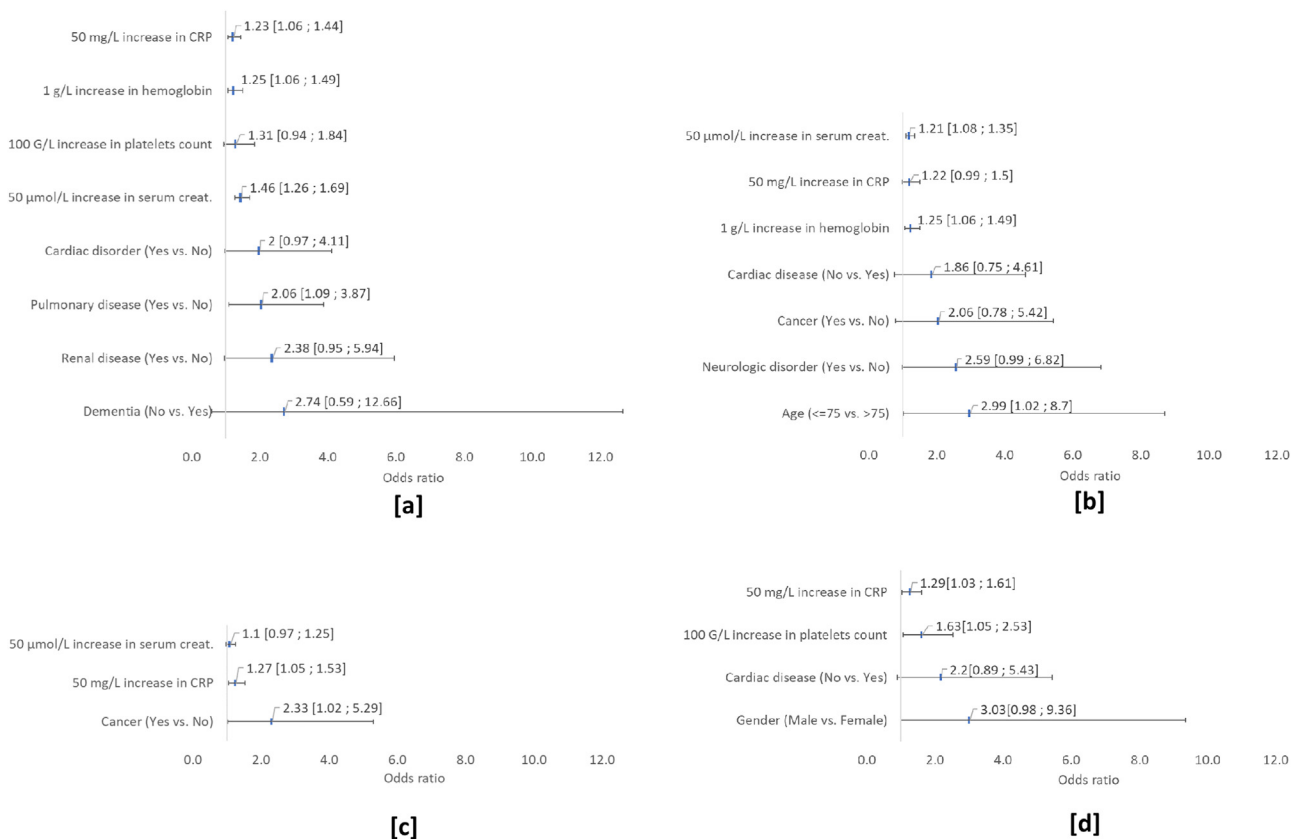 50 mg/L increase in CRP 1.23 [1.06 ; 1.44]
1 g/L increase in hemoglobin 1.25 [1.06 ; 1.49]
100 G/L increase in platelets count 1.31 [0.94 ; 1.84]
50 µmol/L increase in serum creat. 1.46 [1.26 ; 1.69]
Cardiac disorder (Yes vs. No) 2 [0.97 ; 4.11]
Pulmonary disease (Yes vs. No) 2.06 [1.09 ; 3.87]
Renal disease (Yes vs. No) 2.38 [0.95 ; 5.94]
Dementia (No vs. Yes) 2.74 [0.59 ; 12.66]
0.0 2.0 4.0 6.0 8.0 10.0 12.0
Odds ratio
[a]
50 µmol/L increase in serum creat. 1.21 [1.08 ; 1.35]
50 mg/L increase in CRP 1.22 [0.99 ; 1.5]
1 g/L increase in hemoglobin 1.25 [1.06 ; 1.49]
Cardiac disease (No vs. Yes) 1.86 [0.75 ; 4.61]
Cancer (Yes vs. No) 2.06 [0.78 ; 5.42]
Neurologic disorder (Yes vs. No) 2.59 [0.99 ; 6.82]
Age (<=75 vs. >75) 2.99 [1.02 ; 8.7]
0.0 2.0 4.0 6.0 8.0 10.0 12.0
Odds ratio
[b]
50 µmol/L increase in serum creat. 1.1 [0.97 ; 1.25]
50 mg/L increase in CRP 1.27 [1.05 ; 1.53]
Cancer (Yes vs. No) 2.33 [1.02 ; 5.29]
0.0 2.0 4.0 6.0 8.0 10.0 12.0
Odds ratio
[c]
50 mg/L increase in CRP 1.29[1.03 ; 1.61]
100 G/L increase in platelets count 1.63[1.05 ; 2.53]
Cardiac disease (No vs. Yes) 2.2[0.89 ; 5.43]
Gender (Male vs. Female) 3.03[0.98 ; 9.36]
0.0 2.0 4.0 6.0 8.0 10.0 12.0
Odds ratio
[d]